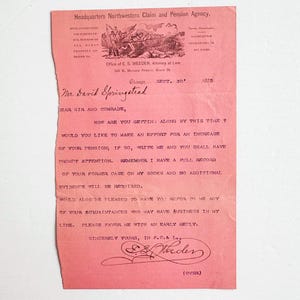 Headquarters Northwestern Claim and Pension Agency,
Office of E. S. WEEDEN, Attorney at Law,
Chicago, SEPT. 20' 18
Mr David Springstead
DEAR SIR AND COMRADE,
HOW ARE YOU GETTING ALONG BY THIS TIME ?
WOULD YOU LIKE TO MAKE AN EFFORT FOR AN INCREASE
OF YOUR PENSION, IF SO, WRITE ME AND YOU SHALL HAVE
PROMPT ATTENTION. REMEMBER I HAVE A FULL RECORD
OF YOUR FORMER CASE ON MY BOOKS AND NO ADDITIONAL
EVIDENCE WILL BE REQUIRED.
WOULD ALSO BE PLEASED TO HAVE YOU REFER TO ME ANY
OF YOUR ACQUAINTANCES WHO MAY HAVE BUSINESS IN MY
LINE. PLEASE FAVOR ME WITH AN EARLY REPLY.
SINCERELY YOURS, IN F.C.& L.,
E.S. Weeden
(OVER)